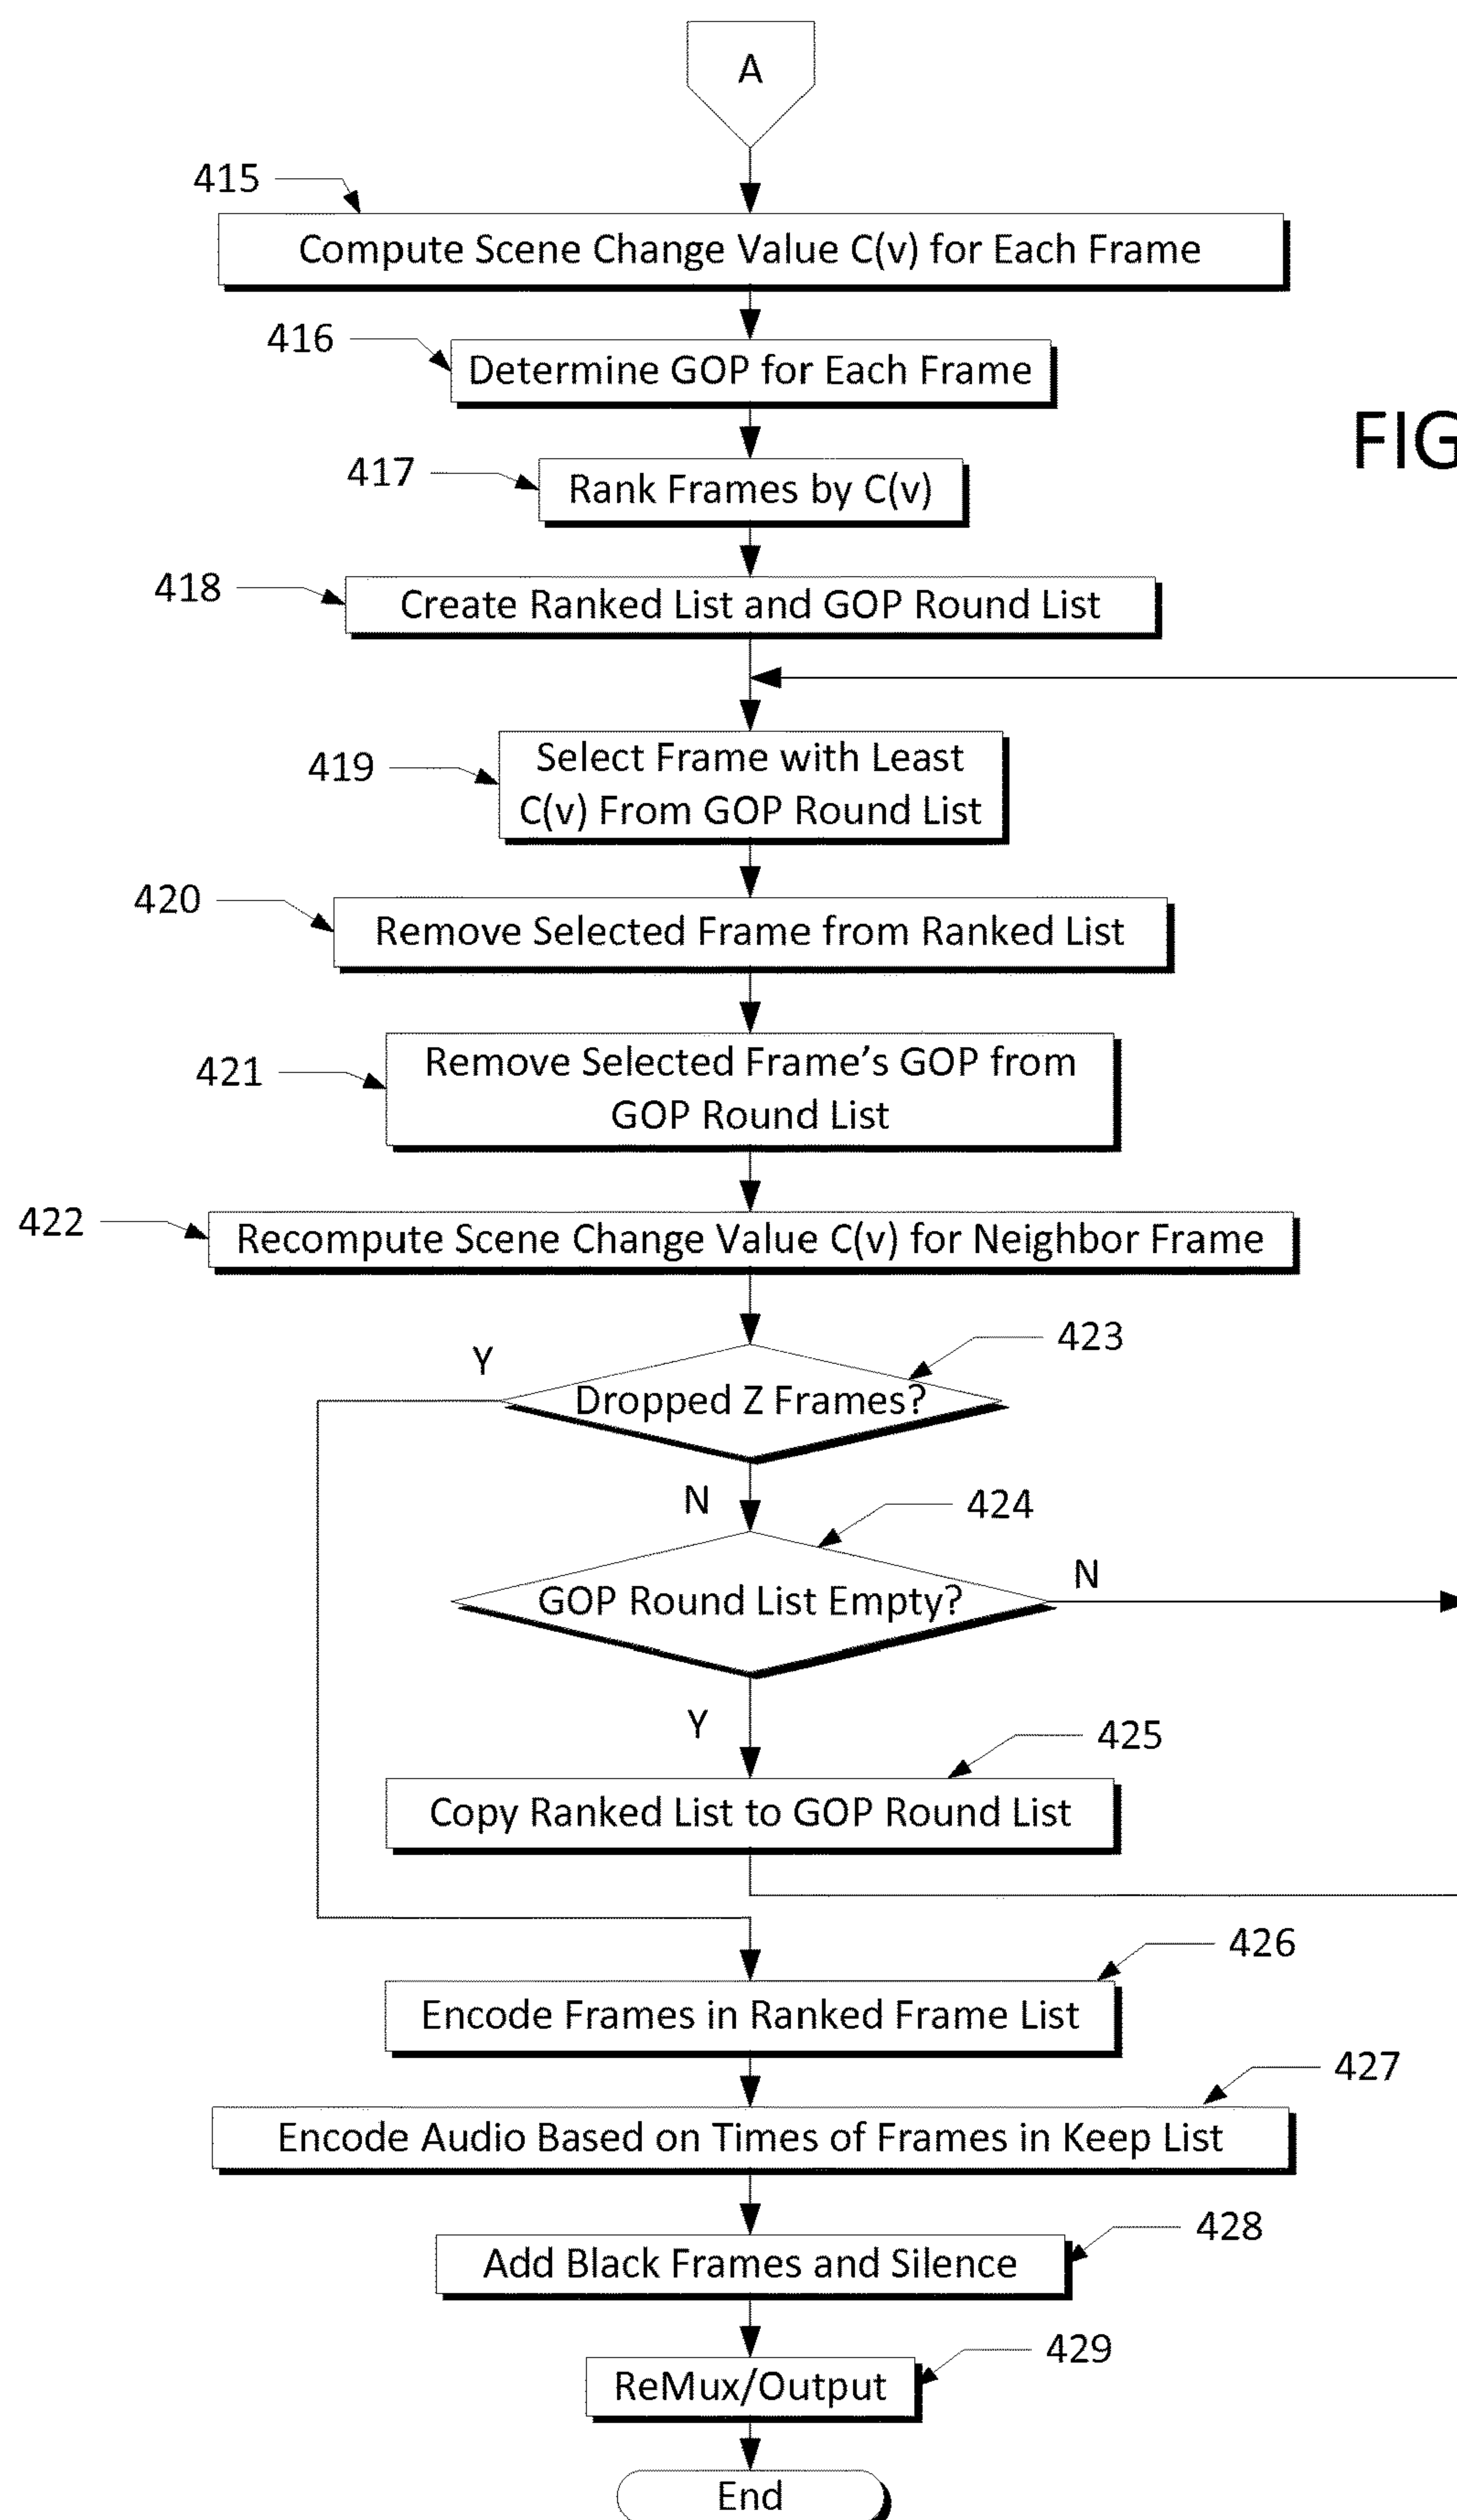 A
415
Compute Scene Change Value C(v) for Each Frame
416
Determine GOP for Each Frame
FIG
417
Rank Frames by C(v)
418
Create Ranked List and GOP Round List
419
Select Frame with Least
C(v) From GOP Round List
420
Remove Selected Frame from Ranked List
421
Remove Selected Frame's GOP from
GOP Round List
422
Recompute Scene Change Value C(v) for Neighbor Frame
423
Y
Dropped Z Frames?
N
424
GOP Round List Empty?
N
Y
425
Copy Ranked List to GOP Round List
426
Encode Frames in Ranked Frame List
427
Encode Audio Based on Times of Frames in Keep List
428
Add Black Frames and Silence
429
ReMux/Output
End